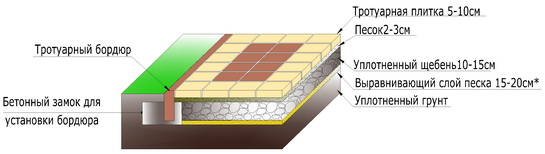 Тротуарная плитка 5-10см
Песок2-3см
Тротуарный бордюр
Уплотненный щебень10-15см
Выравнивающий слой песка 15-20см*
Бетонный замок для
установки бордюра
Уплотненный грунт